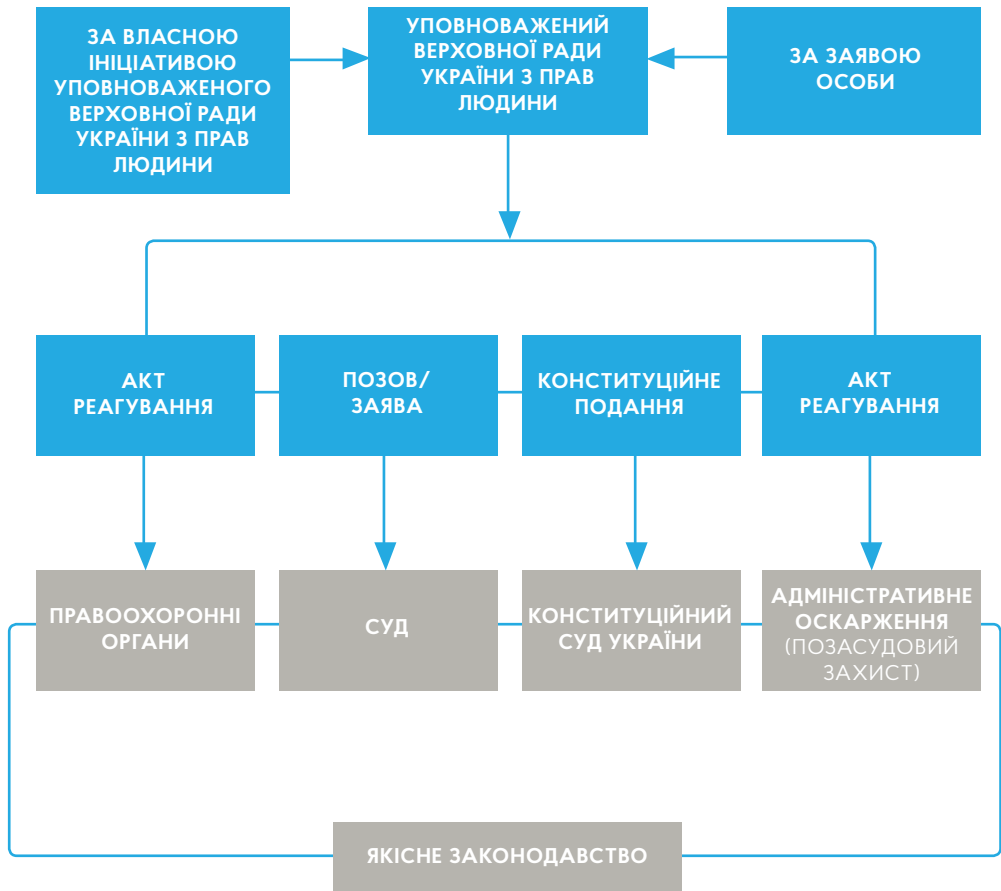 ЗА ВЛАСНОЮ
ІНІЦІАТИВОЮ
УПОВНОВАЖЕНОГО
ВЕРХОВНОЇ РАДИ
УКРАЇНИ З ПРАВ
ЛЮДИНИ
УПОВНОВАЖЕНИЙ
ВЕРХОВНОЇ РАДИ
УКРАЇНИ З ПРАВ
ЛЮДИНИ
ЗА ЗАЯВОЮ
ОСОБИ
АКТ
РЕАГУВАННЯ
ПОЗОВ/
ЗАЯВА
КОНСТИТУЦІЙНЕ
ПОДАННЯ
АКТ
РЕАГУВАННЯ
ПРАВООХОРОННІ
ОРГАНИ
СУД
КОНСТИТУЦІЙНИЙ
СУД УКРАЇНИ
АДМІНІСТРАТИВНЕ
ОСКАРЖЕННЯ
(ПОЗАСУДОВИЙ
ЗАХИСТ)
ЯКІСНЕ ЗАКОНОДАВСТВО